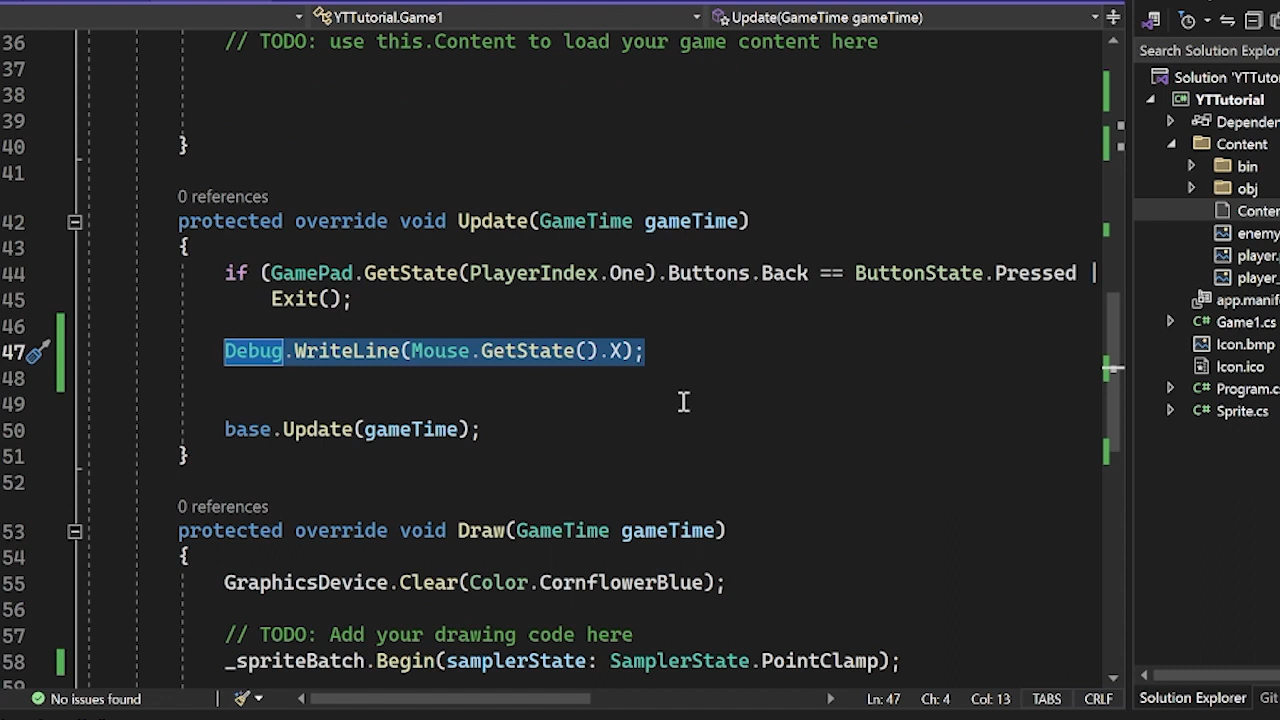 YTTutorial.Game1
Update(GameTime gameTime)
36 // TODO: use this.Content to load your game content here
37
38
39
40 }
41
0 references
42 protected override void Update(GameTime gameTime)
43 {
44 if (GamePad.GetState(PlayerIndex.One).Buttons.Back == ButtonState.Pressed |
45 Exit();
46
47 Debug.WriteLine(Mouse.GetState().X);
48
49
50 base.Update(gameTime);
51 }
52
0 references
53 protected override void Draw(GameTime gameTime)
54 {
55 GraphicsDevice.Clear(Color.CornflowerBlue);
56
57 // TODO: Add your drawing code here
58 _spriteBatch.Begin(samplerState: SamplerState.PointClamp);
59
No issues found
Ln: 47 Ch: 4 Col: 13 TABS CRLF
Search Solution Explor
Solution 'YTTuto
YTTutorial
Depender
Content
bin
obj
Conter
enemy
player.
player_
app.manife
Game1.cs
Icon.bmp
Icon.ico
Program.c
Sprite.cs
Solution Explorer Git